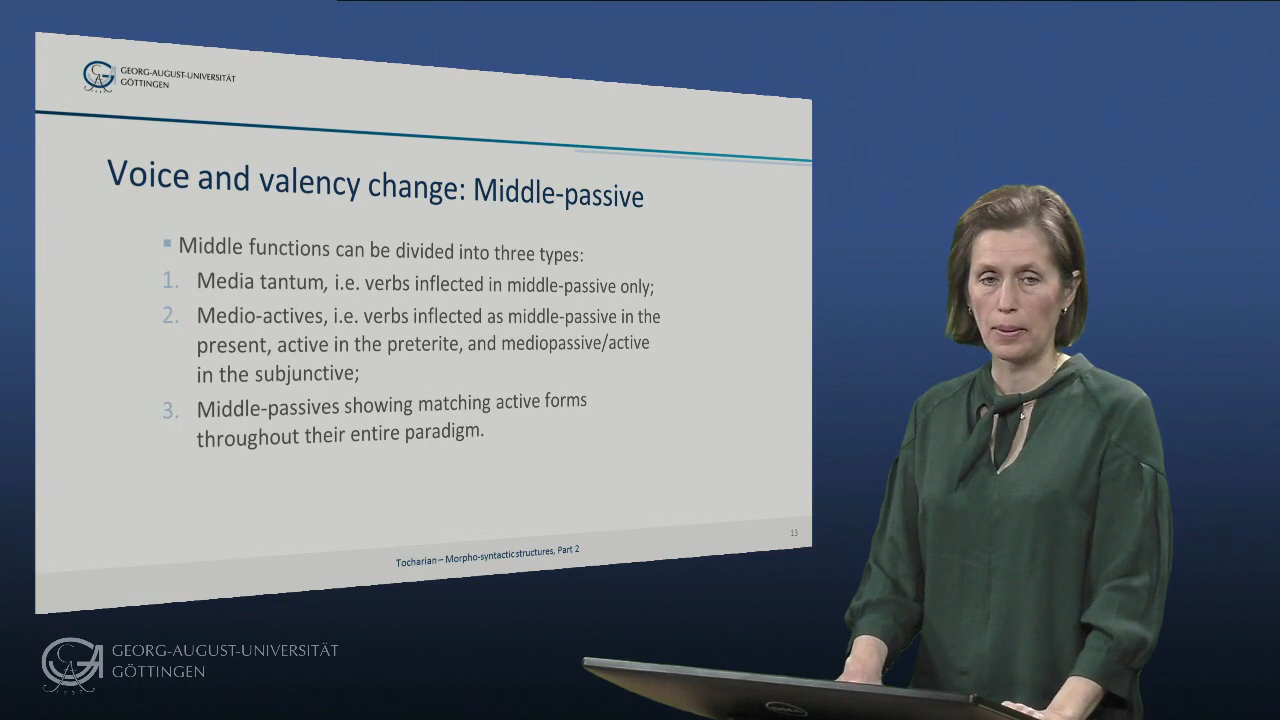 GEORG-AUGUST-UNIVERSITÄT
GÖTTINGEN
Voice and valency change: Middle-passive
▪ Middle functions can be divided into three types:
1. Media tantum, i.e. verbs inflected in middle-passive only;
2. Medio-actives, i.e. verbs inflected as middle-passive in the
present, active in the preterite, and mediopassive/active
in the subjunctive;
3. Middle-passives showing matching active forms
throughout their entire paradigm.
13
Tocharian – Morpho-syntactic structures, Part 2
GEORG-AUGUST-UNIVERSITÄT
GÖTTINGEN